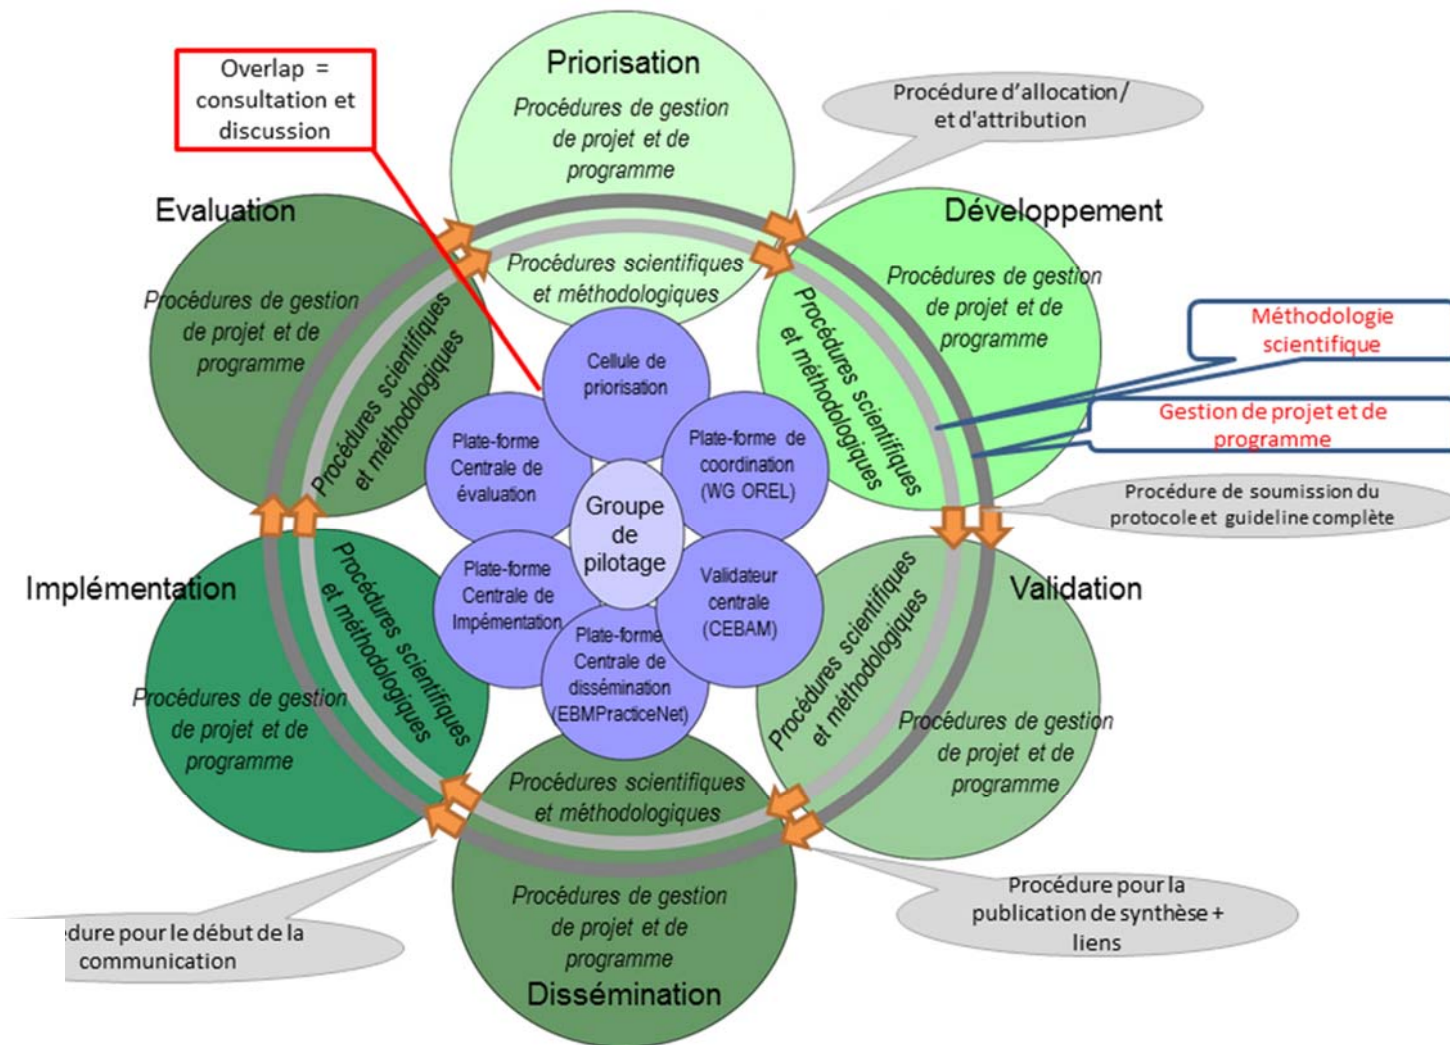 Overlap =
consultation et
discussion
Priorisation
Procédures de gestion
de projet et de
programme
Procédures scientifiques
et méthodologiques
Procédure d'allocation/
et d'attribution
Evaluation
Procédures de gestion
de projet et de
programme
Procédures scientifiques
et méthodologiques
Développement
Procédures de gestion
de projet et de
programme
Procédures scientifiques
et méthodologiques
Méthodologie
scientifique
Gestion de projet et de
programme
Procédure de soumission du
protocole et guideline complète
Cellule de
priorisation
Plate-forme
Centrale de
évaluation
Plate-forme de
coordination
(WG OREL)
Groupe
de
pilotage
Plate-forme
Centrale de
Impémentation
Validateur
centrale
(CEBAM)
Plate-forme
Centrale de
dissémination
(EBMPracticeNet)
Implémentation
Procédures scientifiques
et méthodologiques
Procédures de gestion
de projet et de
programme
Validation
Procédures scientifiques
et méthodologiques
Procédures de gestion
de projet et de
programme
Procédures scientifiques
et méthodologiques
Procédures de gestion
de projet et de
programme
Dissémination
Procédure pour la
publication de synthèse +
liens
édure pour le début de la
communication